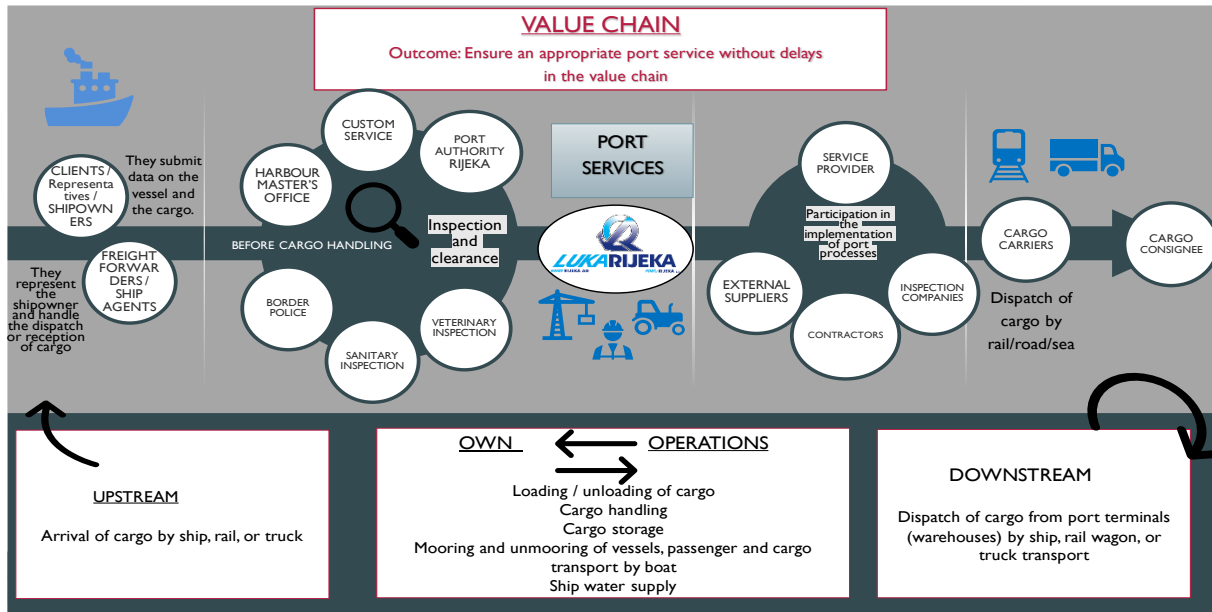 VALUE CHAIN
Outcome: Ensure an appropriate port service without delays
in the value chain
CLIENTS /
Representa
tives /
SHIPOWN
ERS
They submit
data on the
vessel and
the cargo.
FREIGHT
FORWAR
DERS /
SHIP
AGENTS
They
represent
the
shipowner
and handle
the dispatch
or reception
of cargo
CUSTOM
SERVICE
PORT
AUTHORITY
RIJEKA
HARBOUR
MASTER'S
OFFICE
BEFORE CARGO HANDLING
Inspection
and
clearance
BORDER
POLICE
SANITARY
INSPECTION
VETERINARY
INSPECTION
PORT
SERVICES
LUKARIJEKA
SERVICE
PROVIDER
Participation in
the
implementation
of port
processes
EXTERNAL
SUPPLIERS
CONTRACTORS
INSPECTION
COMPANIES
CARGO
CARRIERS
CARGO
CONSIGNEE
Dispatch of
cargo by
rail/road/sea
UPSTREAM
Arrival of cargo by ship, rail, or truck
OWN OPERATIONS
Loading / unloading of cargo
Cargo handling
Cargo storage
Mooring and unmooring of vessels, passenger and cargo
transport by boat
Ship water supply
DOWNSTREAM
Dispatch of cargo from port terminals
(warehouses) by ship, rail wagon, or
truck transport